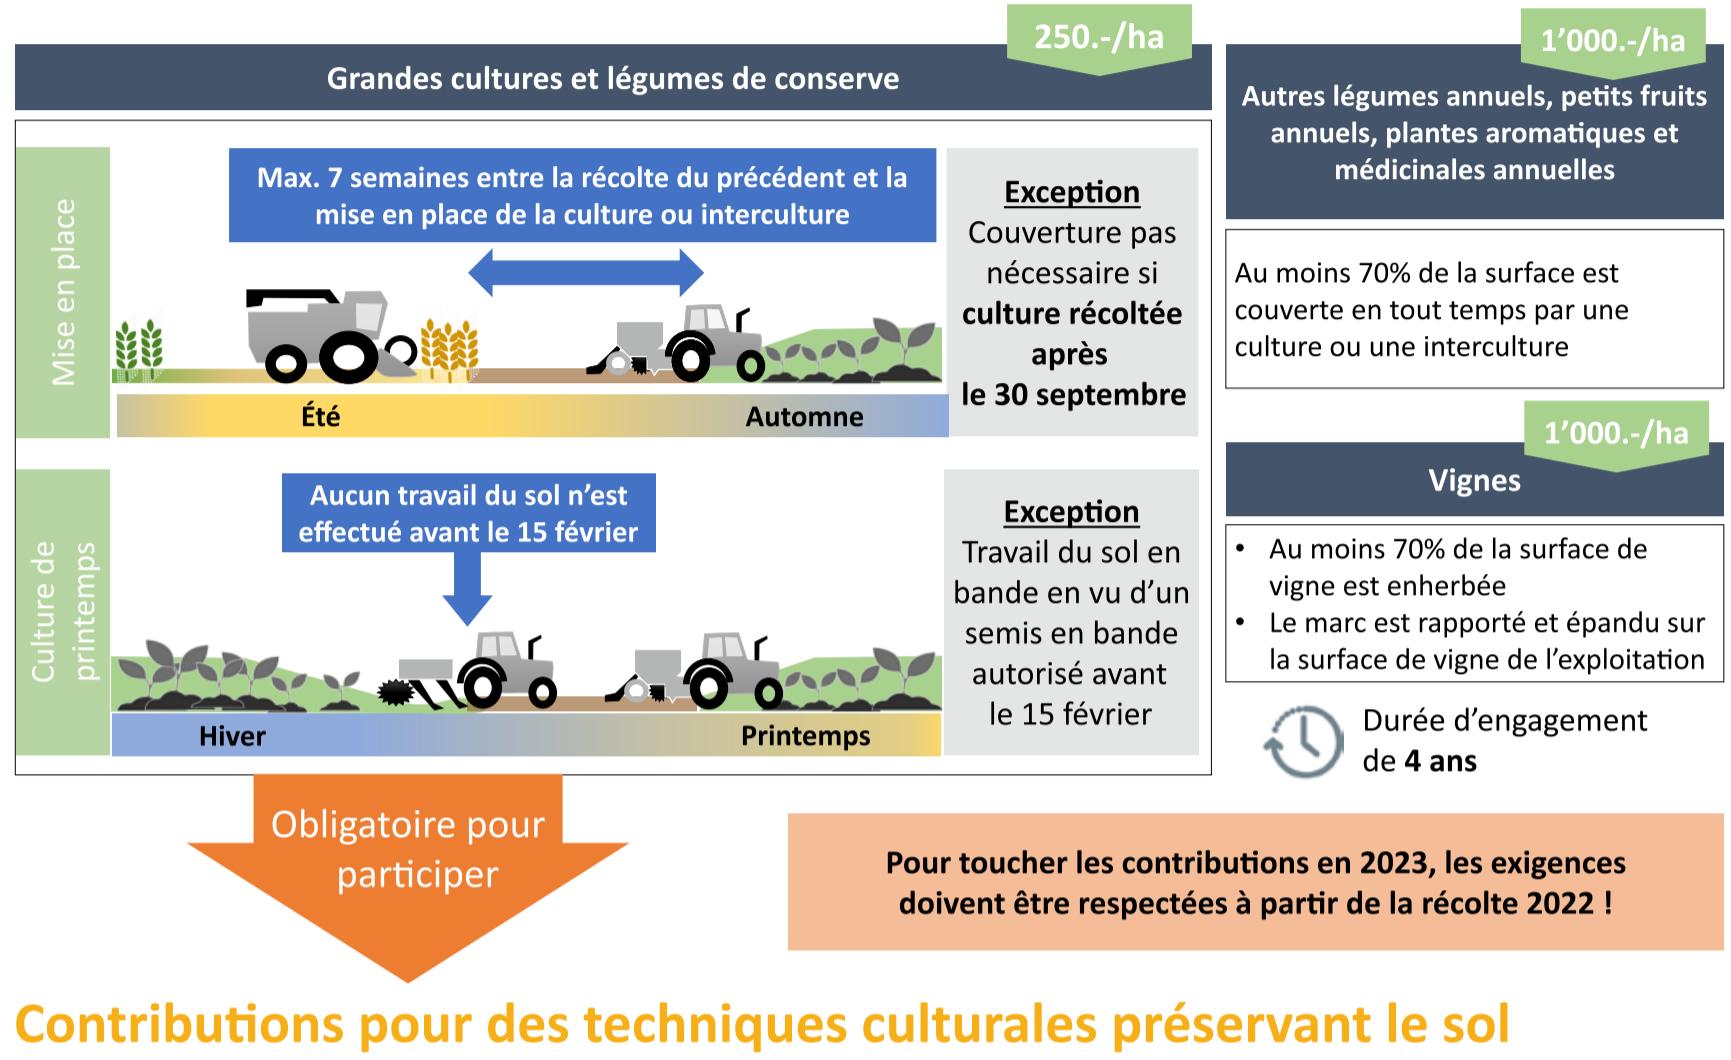 250.-/ha
Grandes cultures et légumes de conserve
Mise en place
Max. 7 semaines entre la récolte du précédent et la
mise en place de la culture ou interculture
Été
Automne
Exception
Couverture pas
nécessaire si
culture récoltée
après
le 30 septembre
Culture de
printemps
Aucun travail du sol n’est
effectué avant le 15 février
Hiver
Printemps
Exception
Travail du sol en
bande en vu d’un
semis en bande
autorisé avant
le 15 février
1’000.-/ha
Autres légumes annuels, petits fruits
annuels, plantes aromatiques et
médicinales annuelles
Au moins 70% de la surface est
couverte en tout temps par une
culture ou une interculture
1’000.-/ha
Vignes
• Au moins 70% de la surface de
vigne est enherbée
• Le marc est rapporté et épandu sur
la surface de vigne de l’exploitation
Durée d’engagement
de 4 ans
Obligatoire pour
participer
Pour toucher les contributions en 2023, les exigences
doivent être respectées à partir de la récolte 2022 !
Contributions pour des techniques culturales préservant le sol